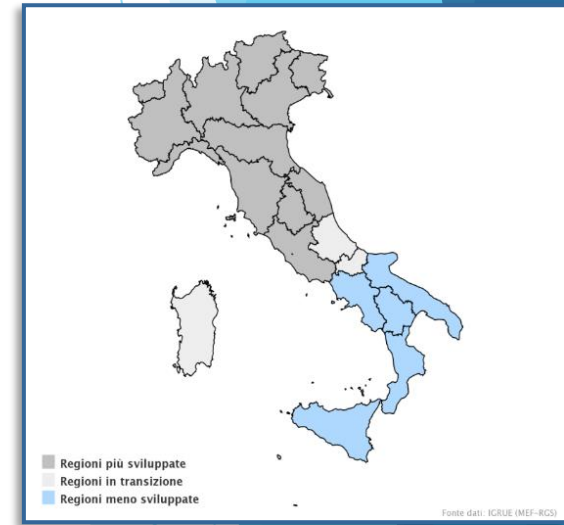 Regioni più sviluppate
Regioni in transizione
Regioni meno sviluppate
Fonte dati: IGRUE (MEF-RGS)